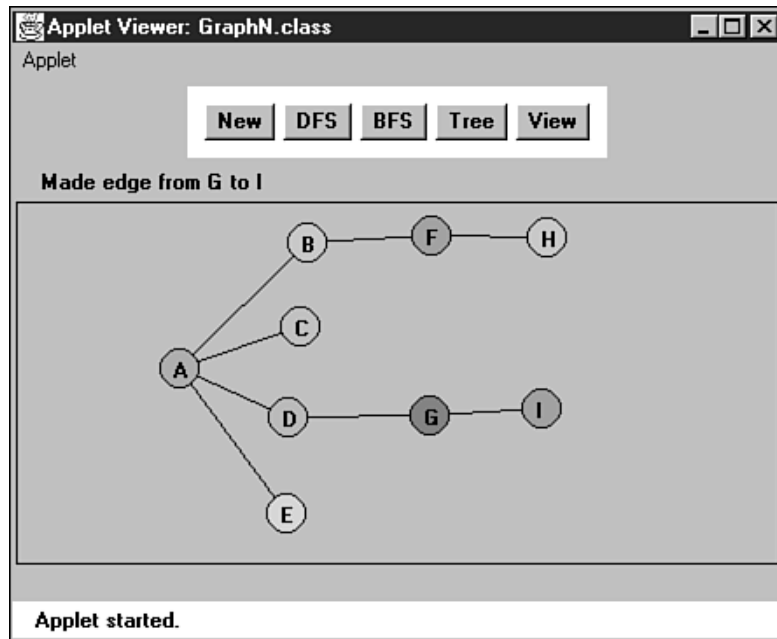 Applet Viewer: GraphN.class
Applet
New DFS BFS Tree View
Made edge from G to I
B F H
C
A
D G I
E
Applet started.